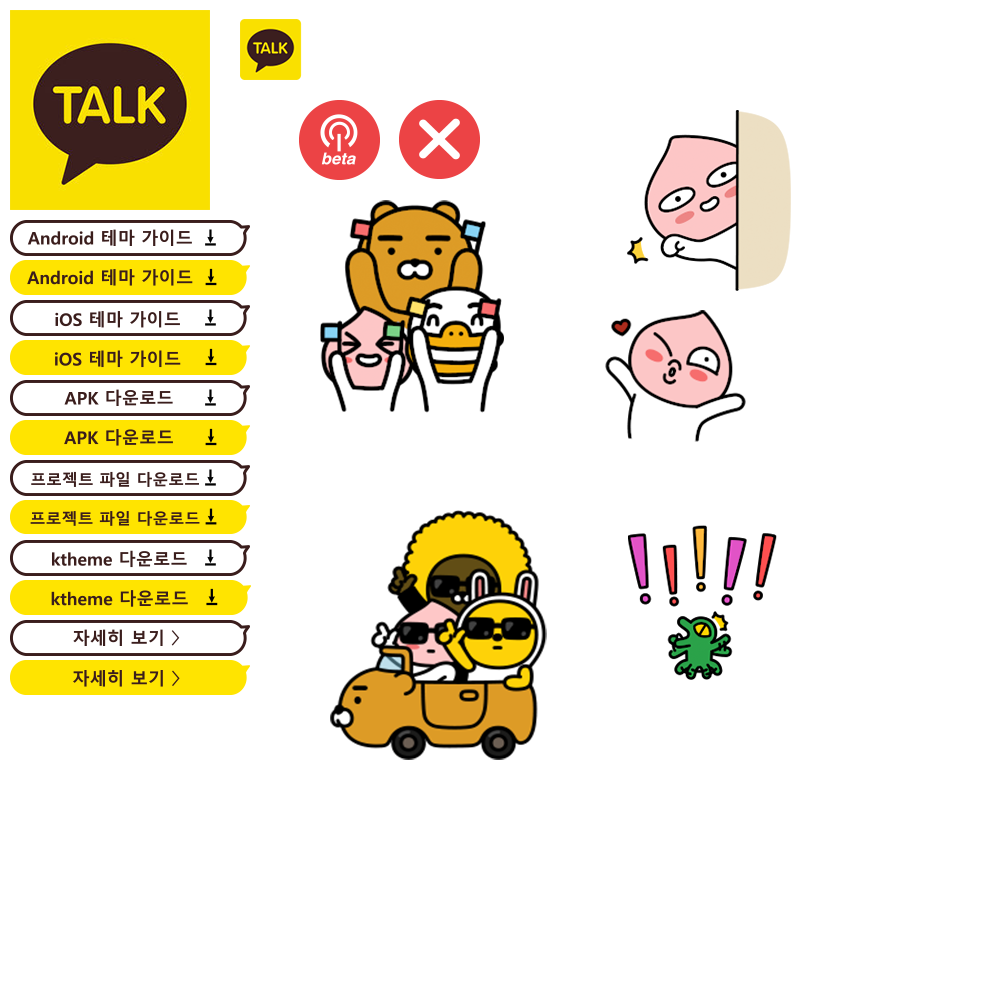 TALK
TALK
beta
Android 테마 가이드
Android 테마 가이드
iOS 테마 가이드
iOS 테마 가이드
APK 다운로드
APK 다운로드
프로젝트 파일 다운로드
프로젝트 파일 다운로드
ktheme 다운로드
ktheme 다운로드
자세히 보기 〉
자세히 보기 〉